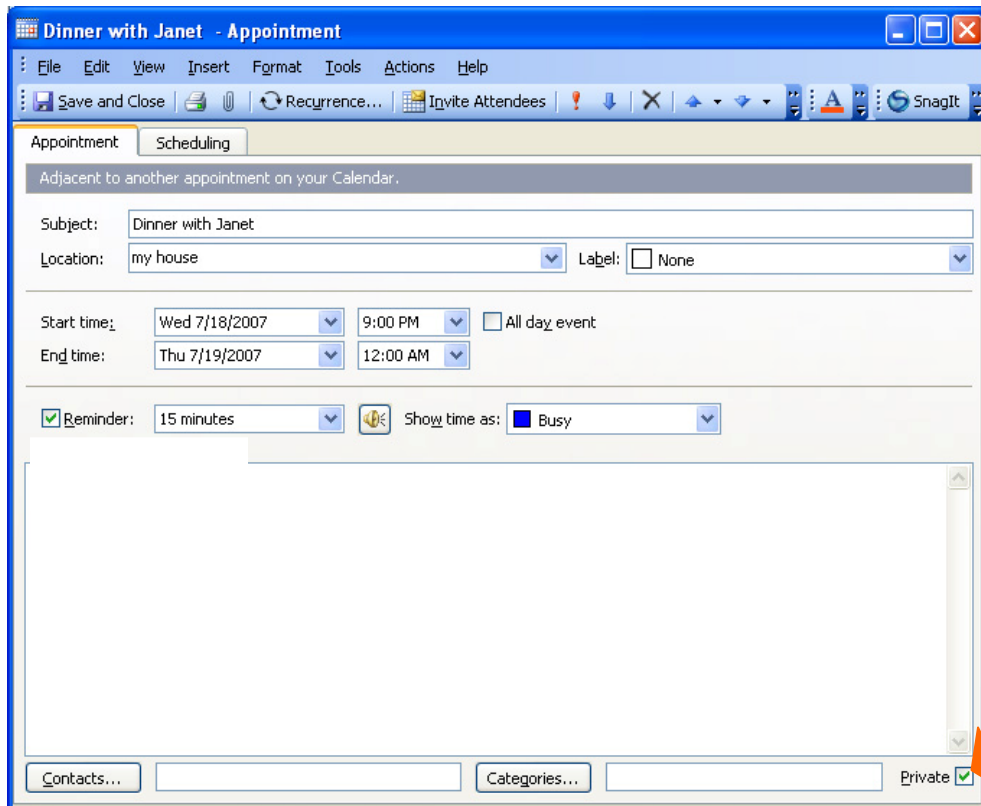 Dinner with Janet - Appointment
File Edit View Insert Format Tools Actions Help
Save and Close Recurrence... Invite Attendees A SnagIt
Appointment Scheduling
Adjacent to another appointment on your Calendar.
Subject: Dinner with Janet
Location: my house Label: None
Start time: Wed 7/18/2007 9:00 PM All day event
End time: Thu 7/19/2007 12:00 AM
Reminder: 15 minutes Show time as: Busy
Contacts... Categories... Private